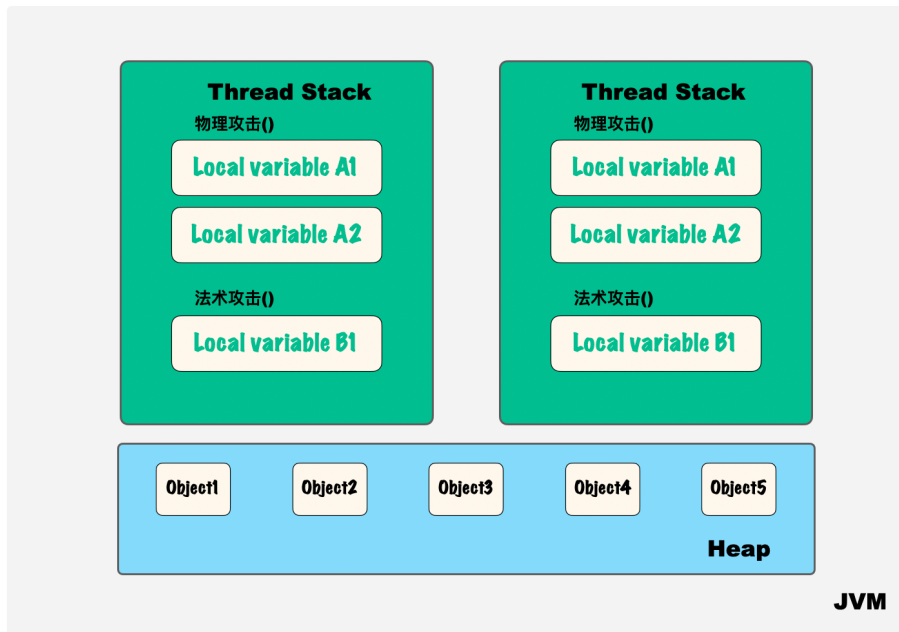 Thread Stack
物理攻击()
Local variable A1
Local variable A2
法术攻击()
Local variable B1
Thread Stack
物理攻击()
Local variable A1
Local variable A2
法术攻击()
Local variable B1
Object1
Object2
Object3
Object4
Object5
Heap
JVM